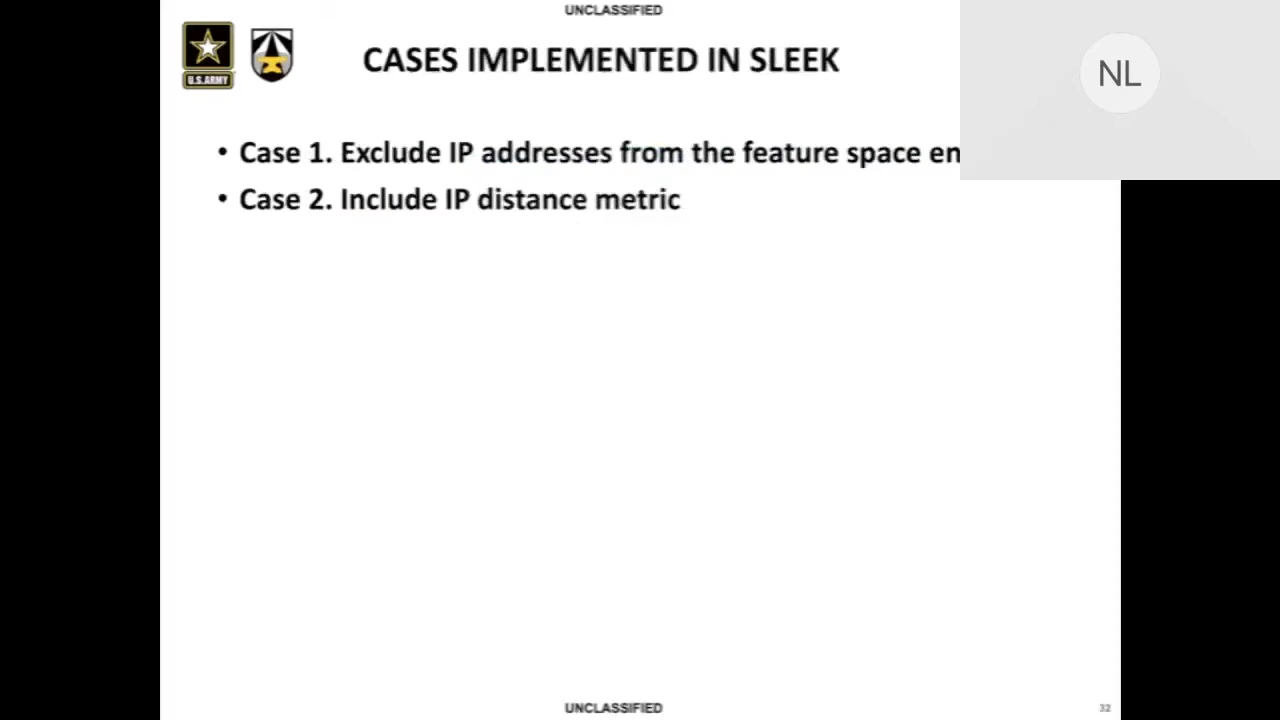 UNCLASSIFIED
U.S.ARMY
CASES IMPLEMENTED IN SLEEK
NL
• Case 1. Exclude IP addresses from the feature space
• Case 2. Include IP distance metric
UNCLASSIFIED
32